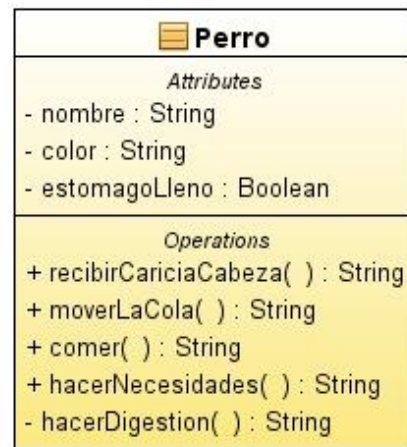 Perro
Attributes
- nombre : String
- color : String
- estomagoLleno : Boolean
Operations
+ recibirCariciaCabeza( ) : String
+ moverLaCola( ) : String
+ comer( ) : String
+ hacerNecesidades( ) : String
- hacerDigestion( ) : String